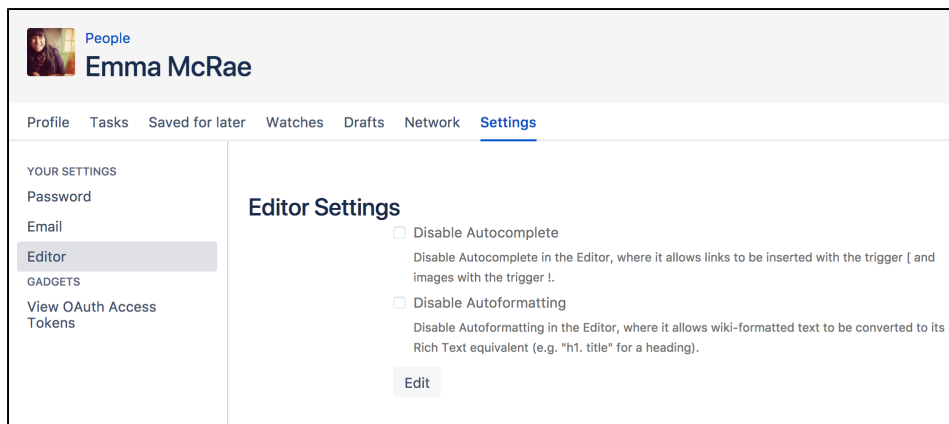 People
Emma McRae
Profile Tasks Saved for later Watches Drafts Network Settings
YOUR SETTINGS
Password
Email
Editor
GADGETS
View OAuth Access
Tokens
Editor Settings
Disable Autocomplete
Disable Autocomplete in the Editor, where it allows links to be inserted with the trigger [ and
images with the trigger !.
Disable Autoformatting
Disable Autoformatting in the Editor, where it allows wiki-formatted text to be converted to its
Rich Text equivalent (e.g. "h1. title" for a heading).
Edit